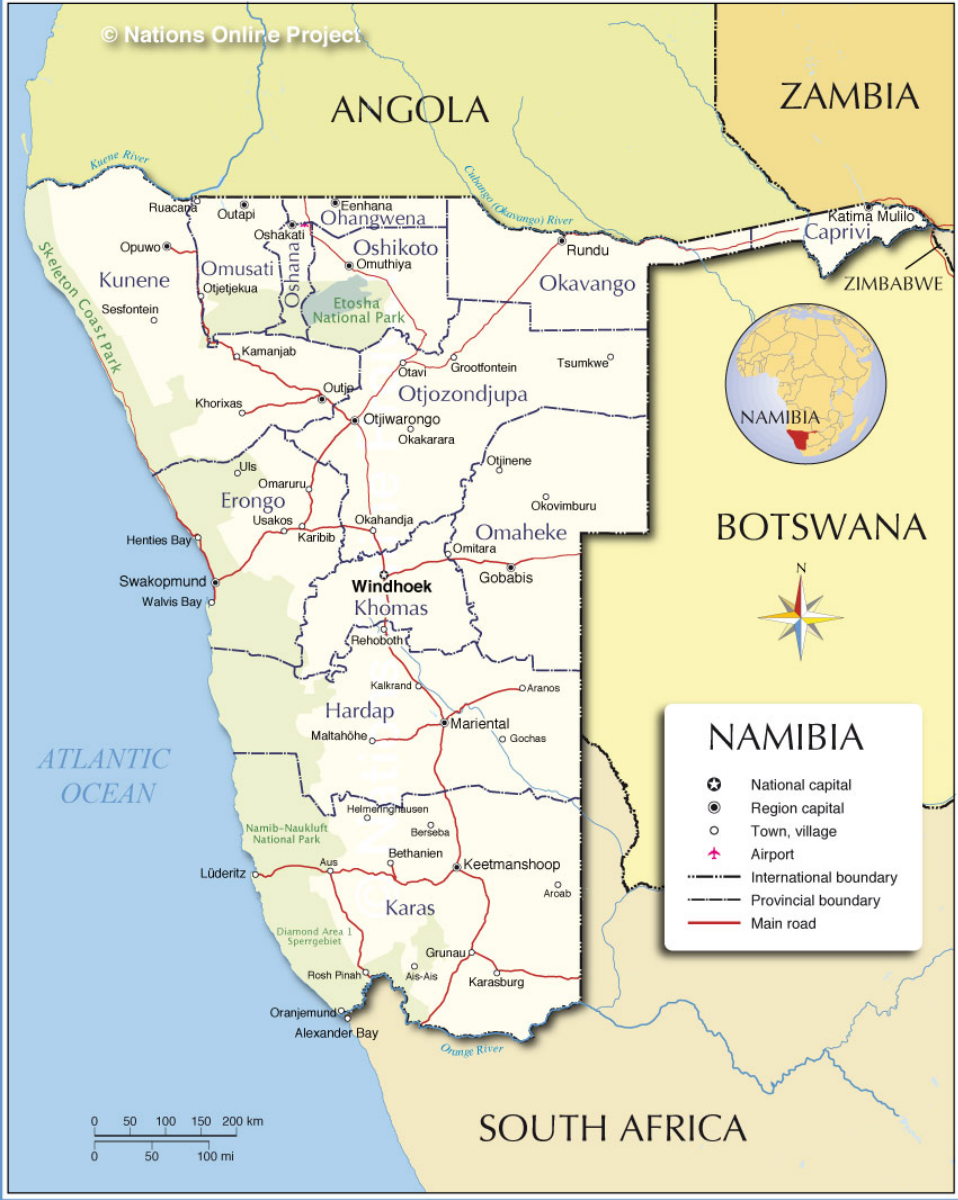 © Nations Online Project
ANGOLA
ZAMBIA
Kuene River
Cubango (Okavango) River
Ruacana
Outapi
Eenhana
Ohangwena
Katima Mulilo
Caprivi
Oshakati
Opuwo
Oshana
Oshikoto
Rundu
Omuthiya
Kunene
Omusati
Okavango
ZIMBABWE
Skeleton Coast Park
Otjetjekua
Sesfontein
Etosha
National Park
Kamanjab
Otavi
Grootfontein
Tsumkwe
Outjo
Otjozondjupa
Khorixas
Otjiwarongo
Okakarara
NAMIBIA
Uls
Otjinene
Omaruru
Erongo
Okovimburu
Usakos
Karibib
Okahandja
Omaheke
BOTSWANA
Henties Bay
Omitara
Swakopmund
Windhoek
Gobabis
N
Walvis Bay
Khomas
Rehoboth
Kalkrand
Aranos
Hardap
Mariental
Maltahöhe
Gochas
ATLANTIC
OCEAN
NAMIBIA
National capital
Region capital
Town, village
Airport
International boundary
Provincial boundary
Main road
Helmeringhausen
Berseba
Namib-Naukluft
National Park
Bethanien
Lüderitz
Aus
Keetmanshoop
Aroab
Karas
Diamond Area 1
Sperrgebiet
Grunau
Rosh Pinah
Ais-Ais
Karasburg
Oranjemund
Alexander Bay
Orange River
SOUTH AFRICA
0 50 100 150 200 km
0 50 100 mi